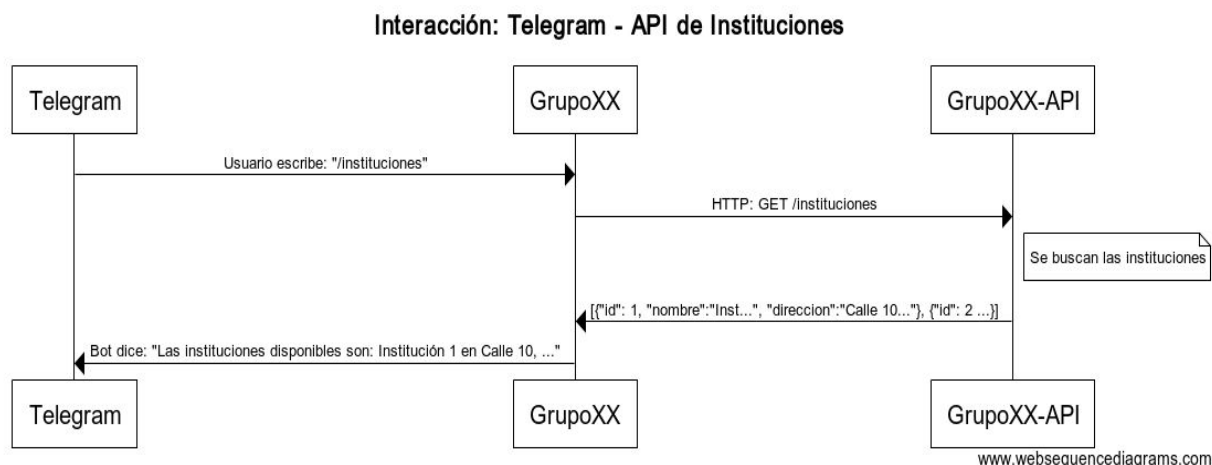 Interacción: Telegram - API de Instituciones
Telegram
GrupoXX
GrupoXX-API
Usuario escribe: "/instituciones"
HTTP: GET /instituciones
Se buscan las instituciones
[{"id": 1, "nombre":"Inst...", "direccion":"Calle 10..."}, {"id": 2 ...}]
Bot dice: "Las instituciones disponibles son: Institución 1 en Calle 10, ..."
Telegram
GrupoXX
GrupoXX-API
www.websequencediagrams.com